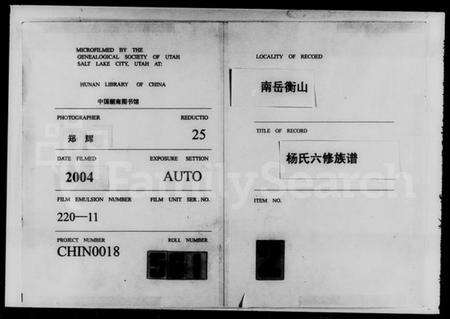 MICROFILMED BY THE
GENEALOGICAL SOCIETY OF UTAH
SALT LAKE CITY, UTAH AT:
HUNAN LIBRARY OF CHINA
中国湖南图书馆
PHOTOGRAPHER
REDUCTIO
郑 辉
25
DATE FILMED
EXPOSURE SETTION
2004
AUTO
FILM EMULSION NUMBER
FILM UNIT SER. NO.
220—11
PROJECT NUMBER
ROLL NUMBER
CHIN0018
LOCALITY OF RECORD
南岳衡山
TITLE OF RECORD
杨氏六修族谱
ITEM NO.
FamilySearch